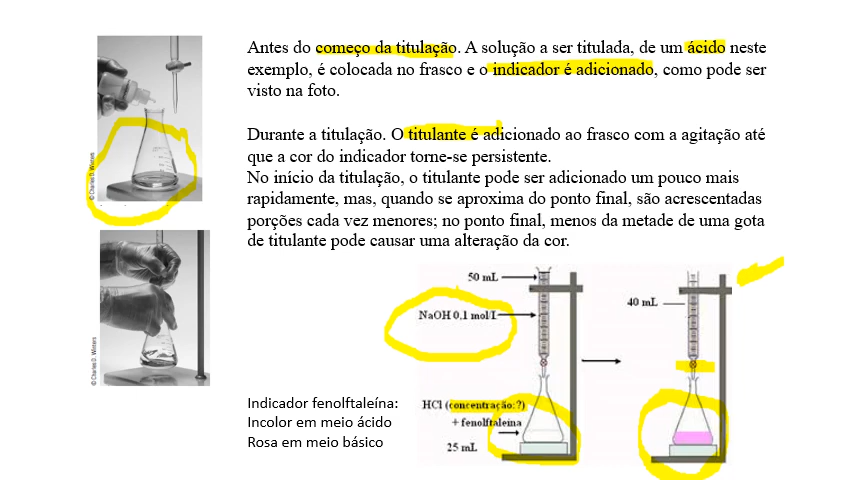 Antes do começo da titulação. A solução a ser titulada, de um ácido neste
exemplo, é colocada no frasco e o indicador é adicionado, como pode ser
visto na foto.
Durante a titulação. O titulante é adicionado ao frasco com a agitação até
que a cor do indicador torne-se persistente.
No início da titulação, o titulante pode ser adicionado um pouco mais
rapidamente, mas, quando se aproxima do ponto final, são acrescentadas
porções cada vez menores; no ponto final, menos da metade de uma gota
de titulante pode causar uma alteração da cor.
© Charles D. Winters
© Charles D. Winters
50 mL
NaOH 0,1 mol/L
40 mL
HCl (concentração:?)
+ fenolftaleína
25 mL
Indicador fenolftaleína:
Incolor em meio ácido
Rosa em meio básico